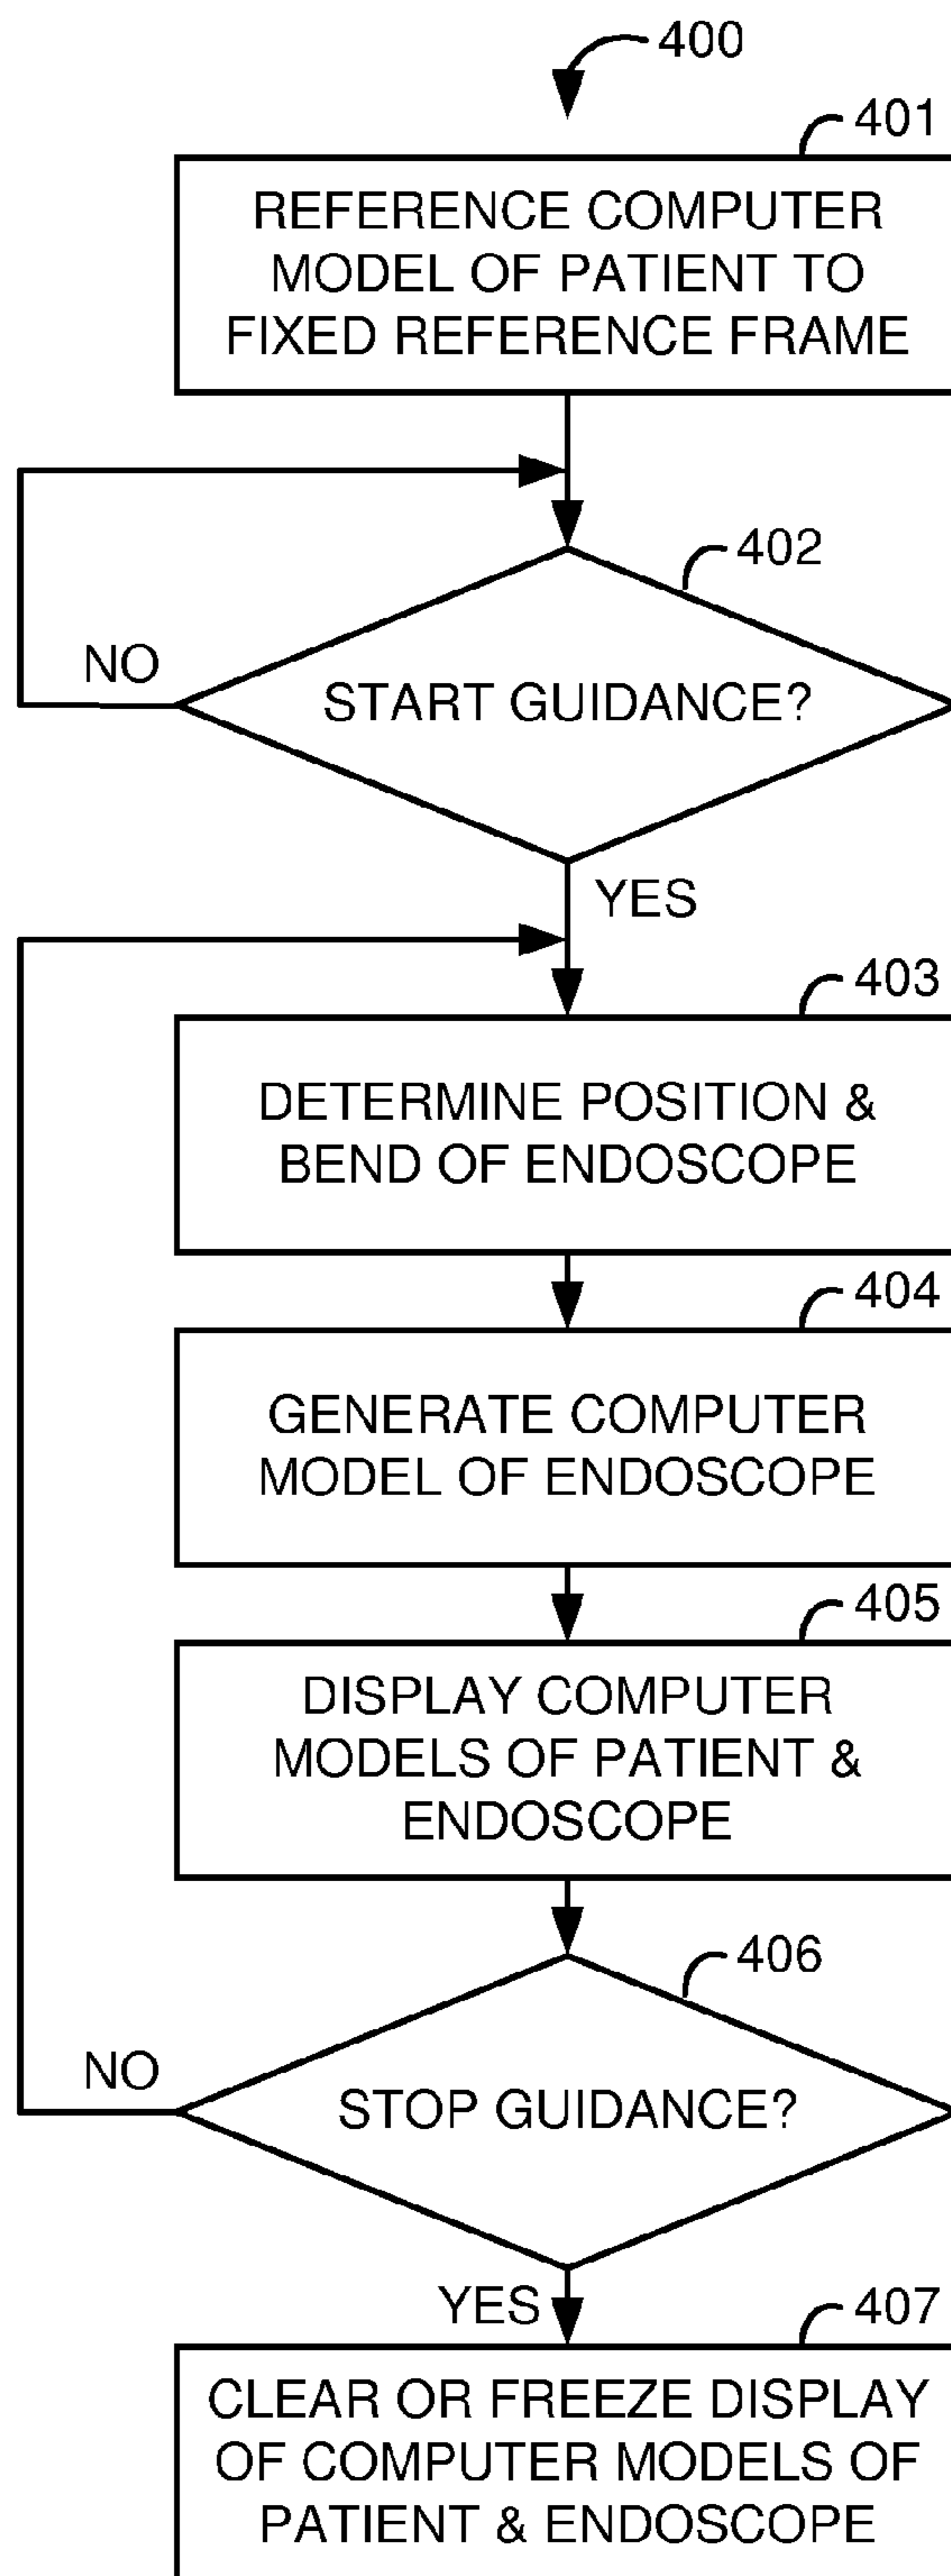 400
401
REFERENCE COMPUTER
MODEL OF PATIENT TO
FIXED REFERENCE FRAME
402
NO
START GUIDANCE?
YES
403
DETERMINE POSITION &
BEND OF ENDOSCOPE
404
GENERATE COMPUTER
MODEL OF ENDOSCOPE
405
DISPLAY COMPUTER
MODELS OF PATIENT &
ENDOSCOPE
406
NO
STOP GUIDANCE?
YES
407
CLEAR OR FREEZE DISPLAY
OF COMPUTER MODELS OF
PATIENT & ENDOSCOPE